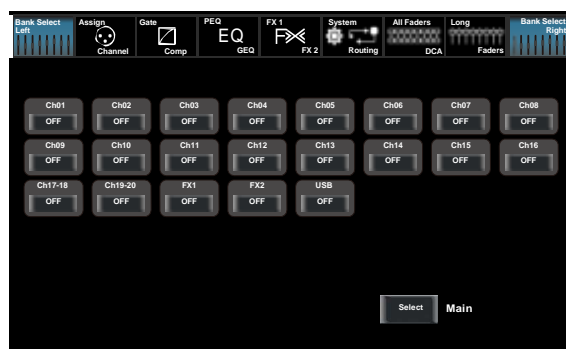 Bank Select Left
Assign Channel
Gate Comp
PEQ EQ GEQ
FX 1 FX FX 2
System Routing
All Faders DCA
Long Faders
Bank Select Right
Ch01 Ch02 Ch03 Ch04 Ch05 Ch06 Ch07 Ch08
OFF OFF OFF OFF OFF OFF OFF OFF
Ch09 Ch10 Ch11 Ch12 Ch13 Ch14 Ch15 Ch16
OFF OFF OFF OFF OFF OFF OFF OFF
Ch17-18 Ch19-20 FX1 FX2 USB
OFF OFF OFF OFF OFF
Select Main